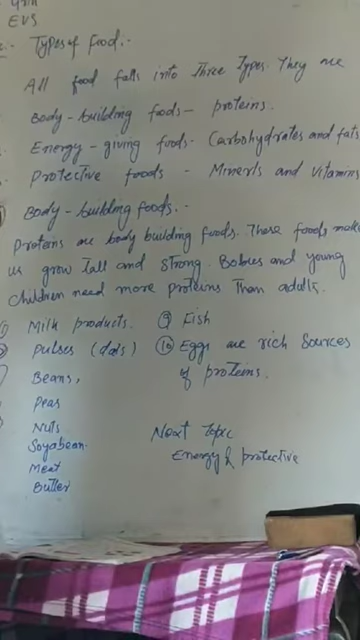 EVS
Types of Food.-
All food falls into Three Types. They are
Body-building foods - proteins.
Energy-giving foods- Carbohydrates and fats
Protective foods - Minerls and vitamins
Body-building foods.-
Proteins are body building foods. These foods make
us grow Tall and strong. Babies and young
children need more proteins Than adults.
Milk products. ⑨ Fish
pulses (dals) ⑩ Eggs are rich sources
Beans, of proteins.
Peas
Nuts
Next Topic
Soyabean.
Energy & protective
Meat
Butter